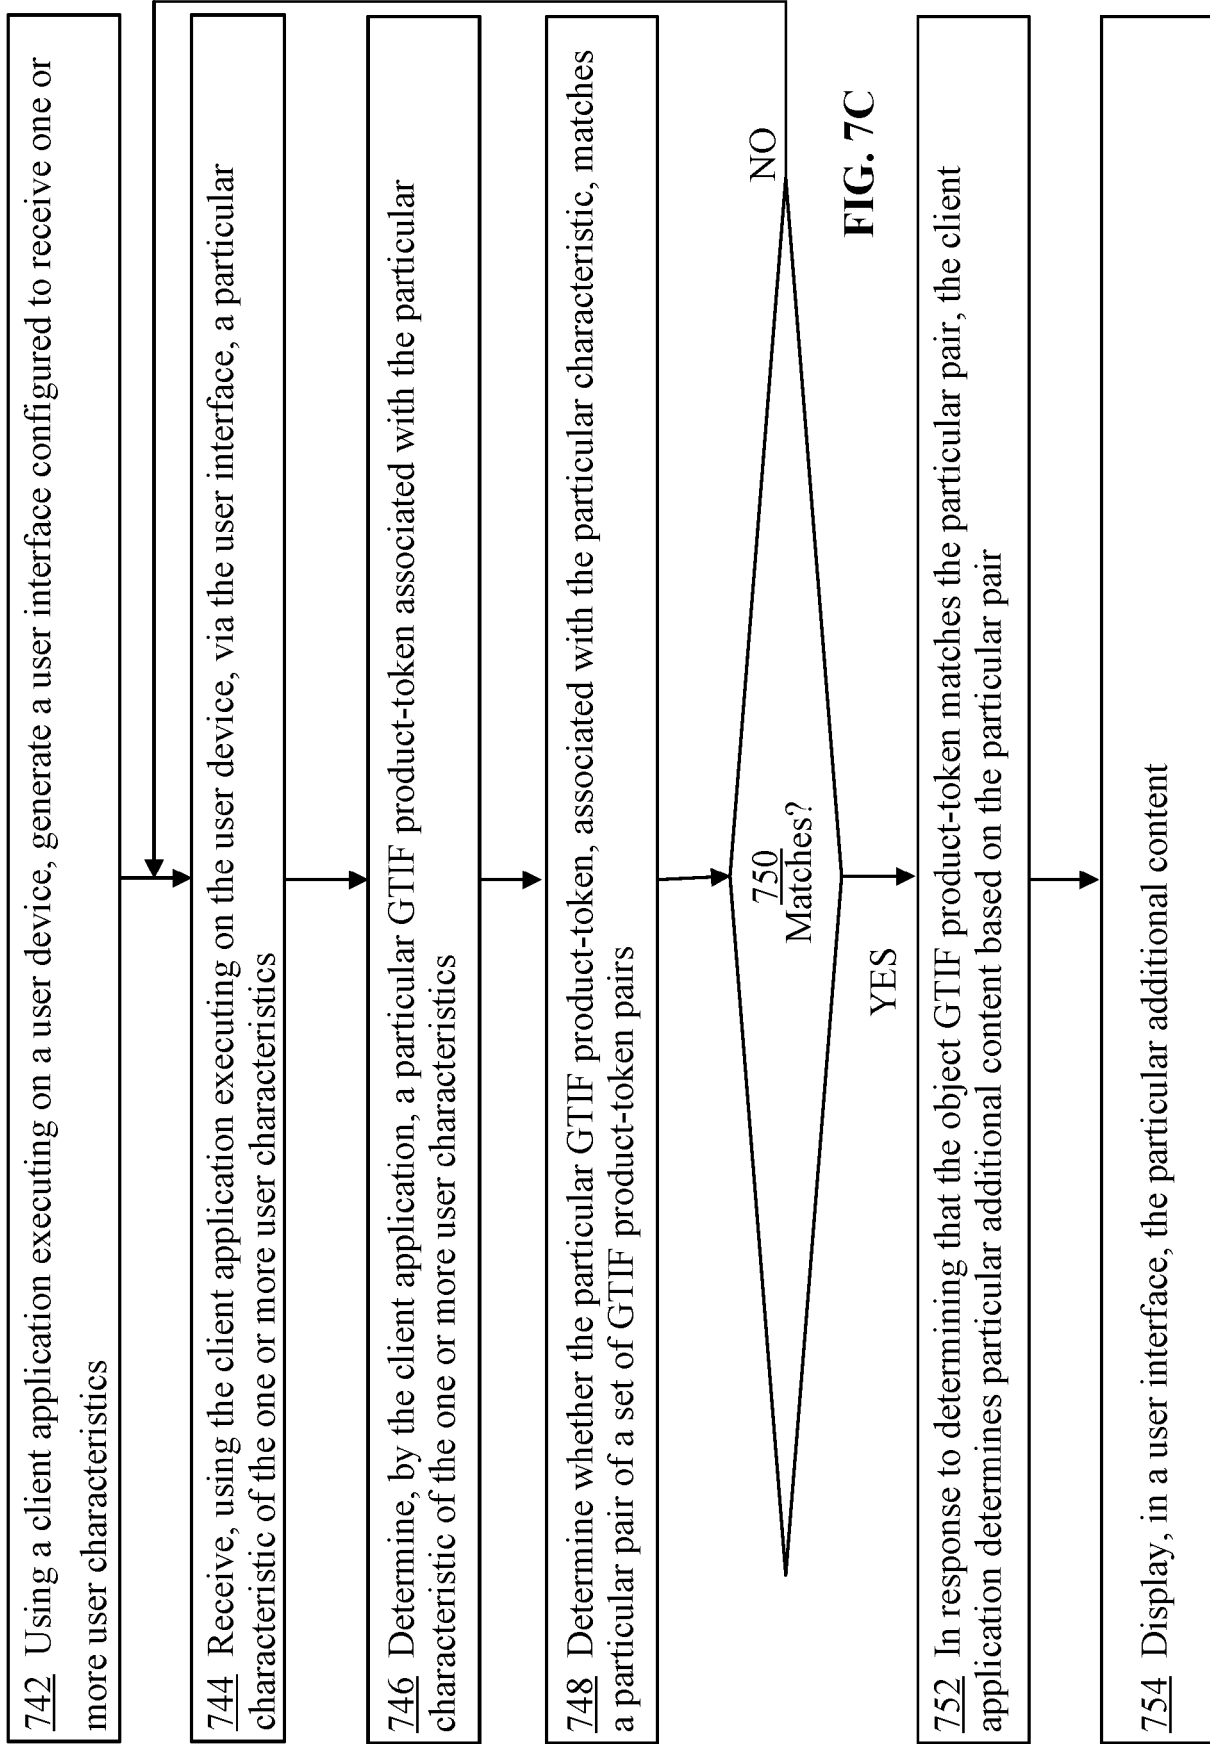 742 Using a client application executing on a user device, generate a user interface configured to receive one or
more user characteristics
744 Receive, using the client application executing on the user device, via the user interface, a particular
characteristic of the one or more user characteristics
746 Determine, by the client application, a particular GTIF product-token associated with the particular
characteristic of the one or more user characteristics
748 Determine whether the particular GTIF product-token, associated with the particular characteristic, matches
a particular pair of a set of GTIF product-token pairs
750
Matches?
NO
YES
FIG. 7C
752 In response to determining that the object GTIF product-token matches the particular pair, the client
application determines particular additional content based on the particular pair
754 Display, in a user interface, the particular additional content